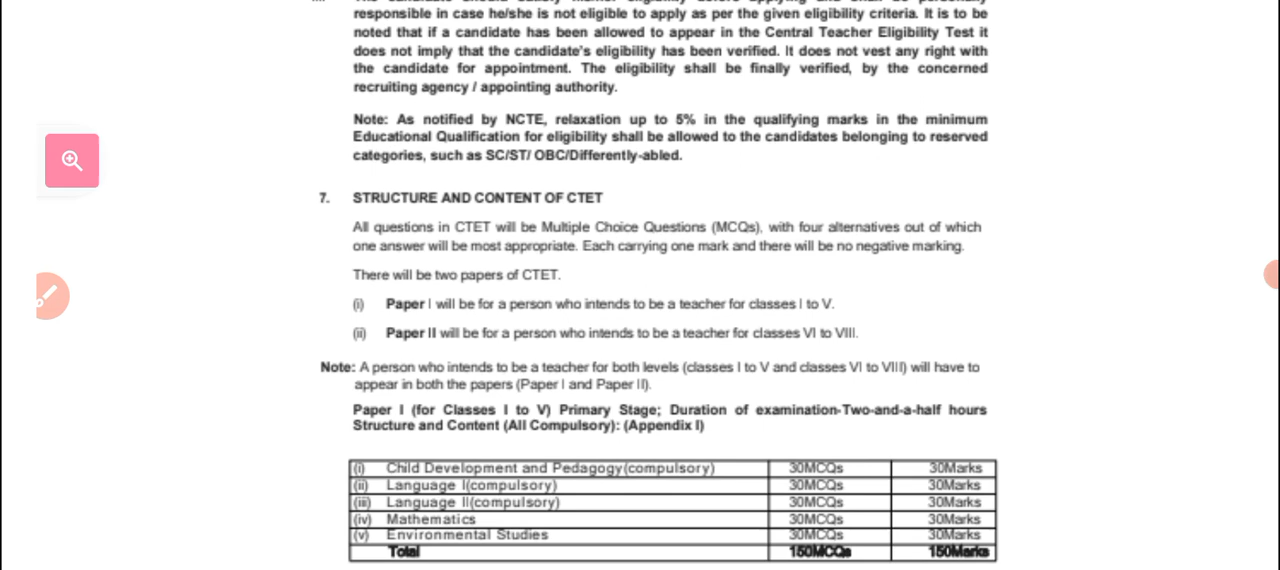 responsible in case he/she is not eligible to apply as per the given eligibility criteria. It is to be
noted that if a candidate has been allowed to appear in the Central Teacher Eligibility Test it
does not imply that the candidate's eligibility has been verified. It does not vest any right with
the candidate for appointment. The eligibility shall be finally verified, by the concerned
recruiting agency / appointing authority.
Note: As notified by NCTE, relaxation up to 5% in the qualifying marks in the minimum
Educational Qualification for eligibility shall be allowed to the candidates belonging to reserved
categories, such as SC/ST/ OBC/Differently-abled.
7. STRUCTURE AND CONTENT OF CTET
All questions in CTET will be Multiple Choice Questions (MCQs), with four alternatives out of which
one answer will be most appropriate. Each carrying one mark and there will be no negative marking.
There will be two papers of CTET.
(i) Paper I will be for a person who intends to be a teacher for classes I to V.
(ii) Paper II will be for a person who intends to be a teacher for classes VI to VIII.
Note: A person who intends to be a teacher for both levels (classes I to V and classes VI to VIII) will have to
appear in both the papers (Paper I and Paper II).
Paper I (for Classes I to V) Primary Stage; Duration of examination-Two-and-a-half hours
Structure and Content (All Compulsory): (Appendix I)
(i) Child Development and Pedagogy(compulsory) 30MCQs 30Marks
(ii) Language I(compulsory) 30MCQs 30Marks
(iii) Language II(compulsory) 30MCQs 30Marks
(iv) Mathematics 30MCQs 30Marks
(v) Environmental Studies 30MCQs 30Marks
Total 150MCQs 150Marks